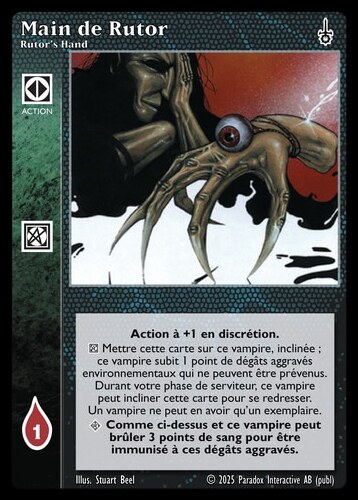 Main de Rutor
Rutor's Hand
ACTION
Action à +1 en discrétion.
Mettre cette carte sur ce vampire, inclinée ;
ce vampire subit 1 point de dégâts aggravés
environnementaux qui ne peuvent être prévenus.
Durant votre phase de serviteur, ce vampire
peut incliner cette carte pour se redresser.
Un vampire ne peut en avoir qu'un exemplaire.
Comme ci-dessus et ce vampire peut
brûler 3 points de sang pour être
immunisé à ces dégâts aggravés.
1
Illus. Stuart Beel
© 2025 Paradox Interactive AB (publ)